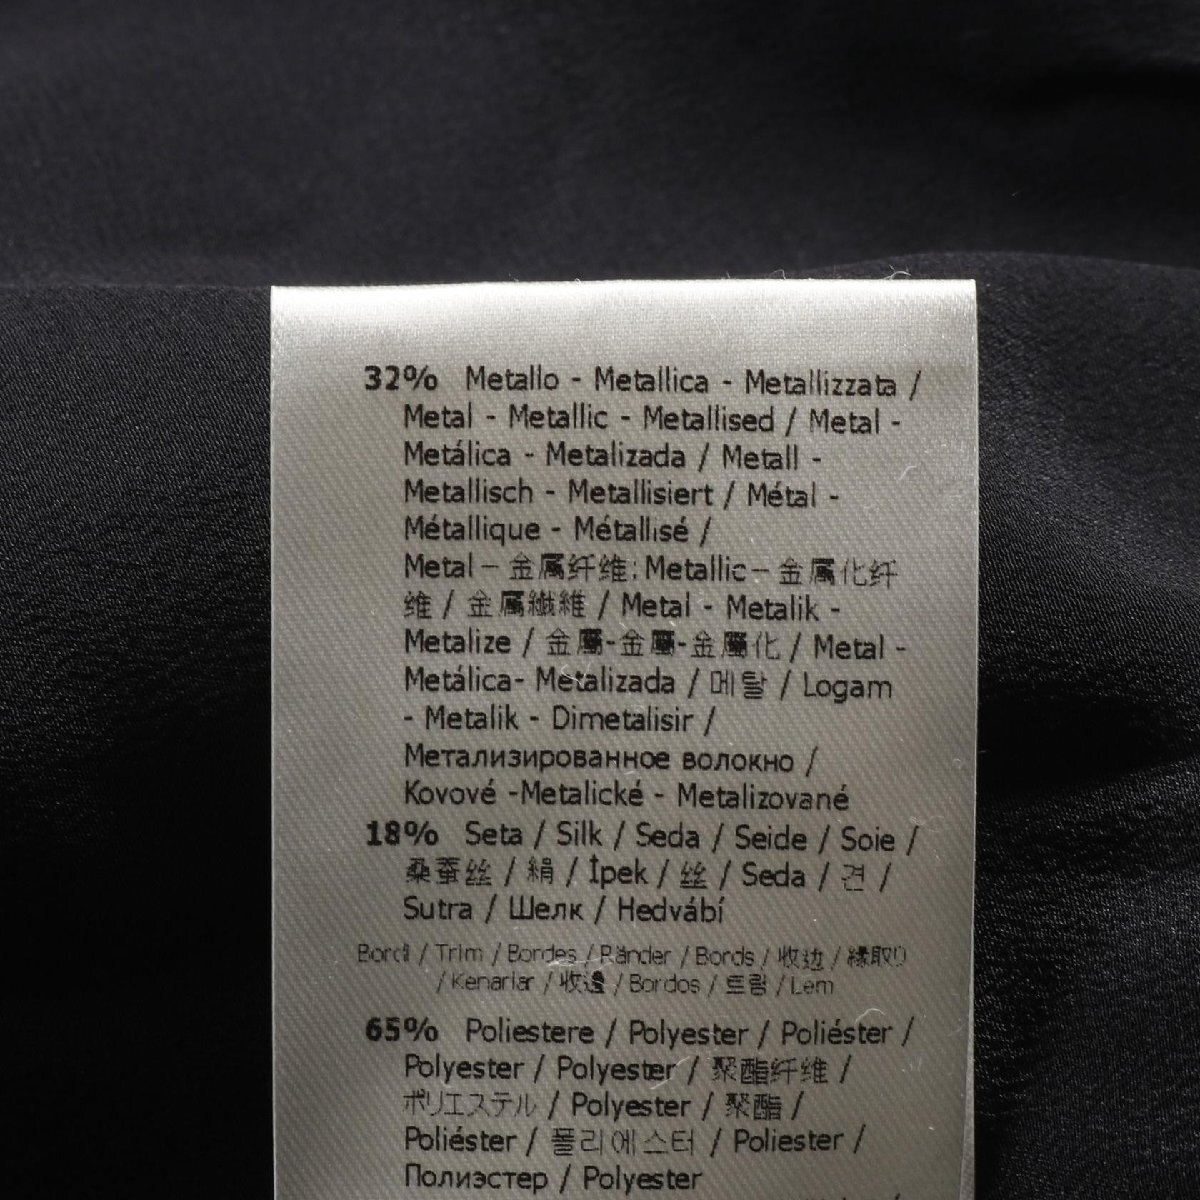 32% Metallo - Metallica - Metallizzata /
Metal - Metallic - Metallised / Metal -
Metálica - Metalizada / Metall -
Metallisch - Metallisiert / Métal -
Métallique - Métallisé /
Metal – 金属纤维; Metallic – 金属化纤
维 / 金属繊維 / Metal - Metalik -
Metalize / 金屬-金屬-金屬化 / Metal -
Metálica- Metalizada / 메탈 / Logam
- Metalik - Dimetalisir /
Метализированное волокно /
Kovové -Metalické - Metalizované
18% Seta / Silk / Seda / Seide / Soie /
桑蚕丝 / 絹 / İpek / 丝 / Seda / 견 /
Sutra / Шелк / Hedvábí
Bordi / Trim / Bordes / Ränder / Bords / 收边 / 縁取り
/ Kenarlar / 收邊 / Bordos / 트림 / Lem
65% Poliestere / Polyester / Poliéster /
Polyester / Polyester / 聚酯纤维 /
ポリエステル / Polyester / 聚酯 /
Poliéster / 폴리에스터 / Poliester /
Полиэстер / Polyester